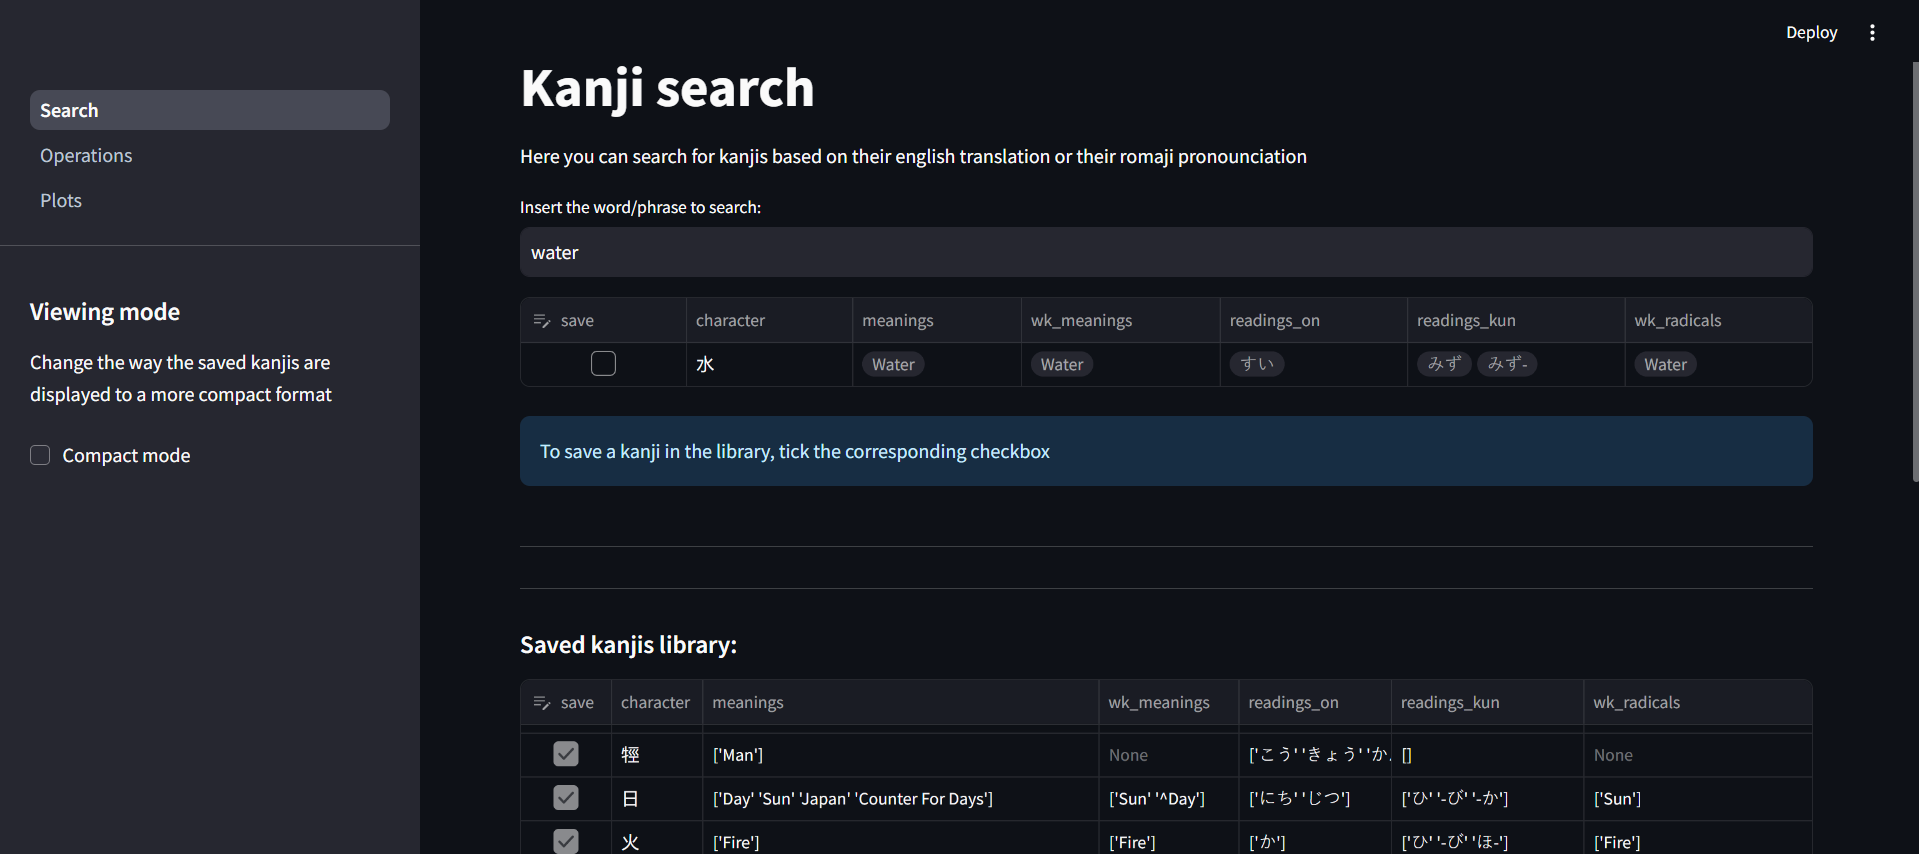 Deploy
Search
Operations
Plots
Viewing mode
Change the way the saved kanjis are
displayed to a more compact format
Compact mode
Kanji search
Here you can search for kanjis based on their english translation or their romaji pronounciation
Insert the word/phrase to search:
water
save character meanings wk_meanings readings_on readings_kun wk_radicals
水 Water Water すい みず みず- Water
To save a kanji in the library, tick the corresponding checkbox
Saved kanjis library:
save character meanings wk_meanings readings_on readings_kun wk_radicals
['Man'] None ['こう' 'きょう' 'か. [] None
日 ['Day' 'Sun' 'Japan' 'Counter For Days'] ['Sun' '^Day'] ['にち' 'じつ'] ['ひ' '-び' '-か'] ['Sun']
火 ['Fire'] ['Fire'] ['か'] ['ひ' '-び' 'ほ-'] ['Fire']